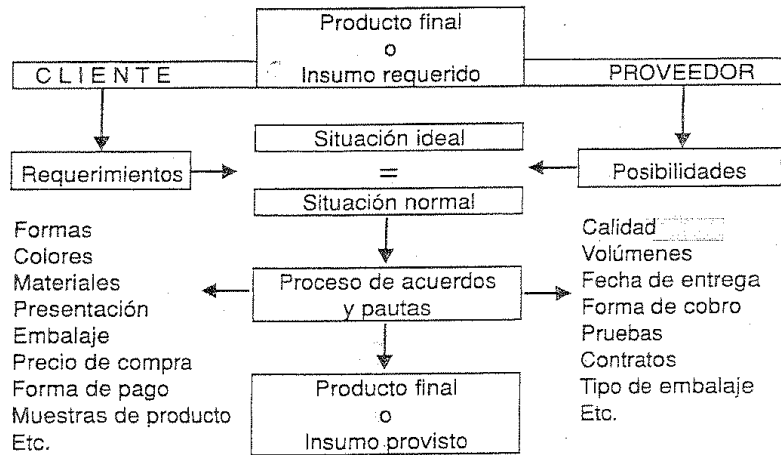 Producto final
o
Insumo requerido
CLIENTE
PROVEEDOR
Situación ideal
Requerimientos
=
Posibilidades
Situación normal
Formas
Colores
Materiales
Presentación
Embalaje
Precio de compra
Forma de pago
Muestras de producto
Etc.
Proceso de acuerdos
y pautas
Calidad
Volúmenes
Fecha de entrega
Forma de cobro
Pruebas
Contratos
Tipo de embalaje
Etc.
Producto final
o
Insumo provisto